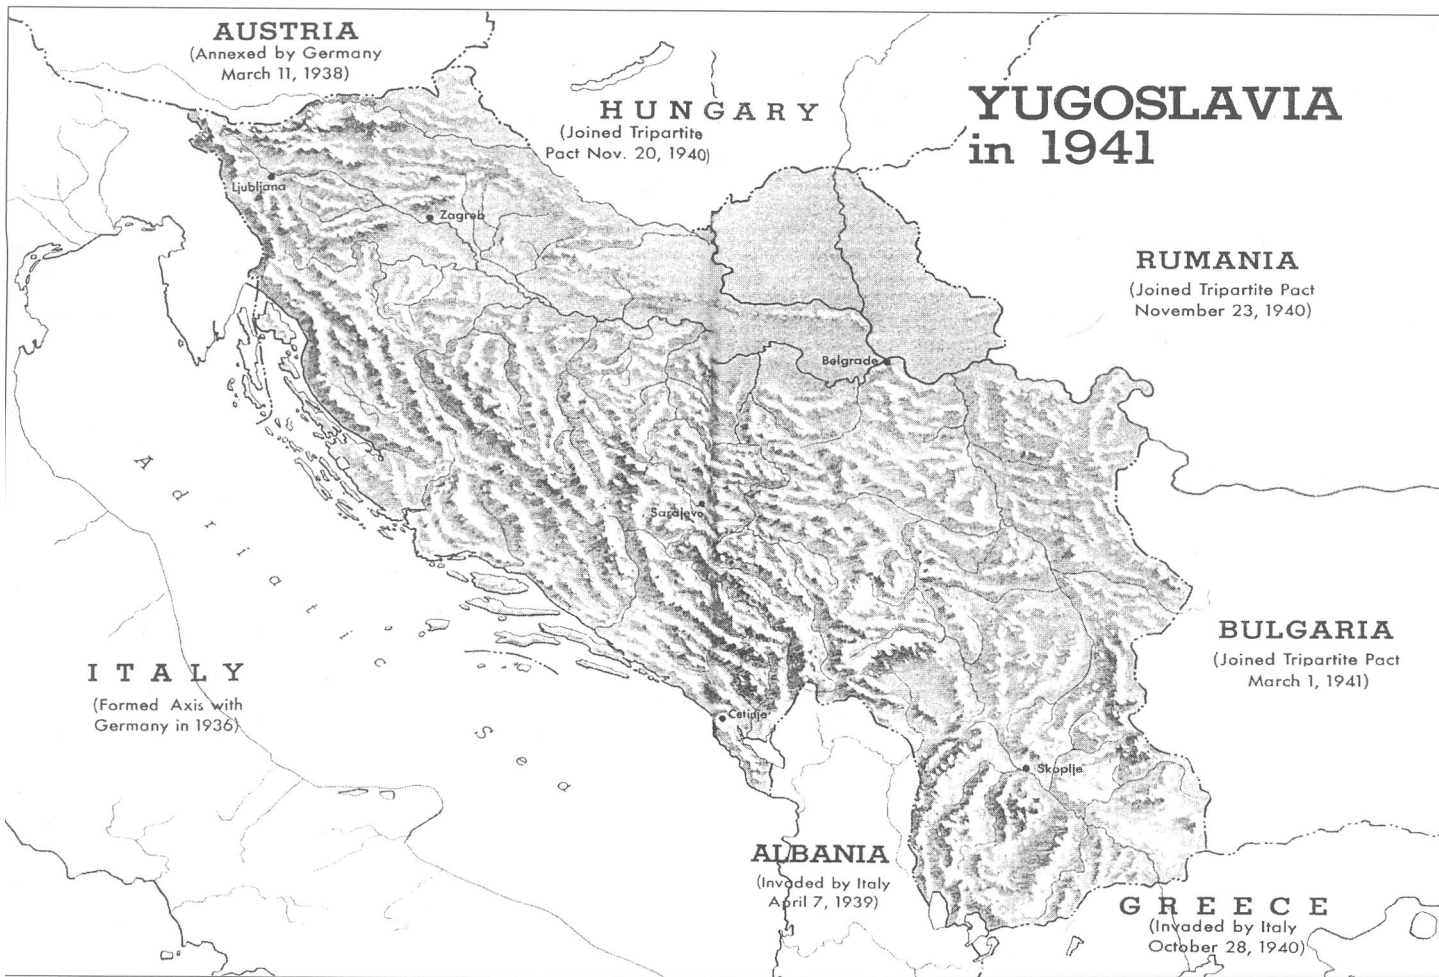 AUSTRIA
(Annexed by Germany
March 11, 1938)
HUNGARY
(Joined Tripartite
Pact Nov. 20, 1940)
YUGOSLAVIA
in 1941
Ljubljana
Zagreb
RUMANIA
(Joined Tripartite Pact
November 23, 1940)
Belgrade
Adriatic Sea
Sarajevo
ITALY
(Formed Axis with
Germany in 1936)
BULGARIA
(Joined Tripartite Pact
March 1, 1941)
Cetinje
Skoplje
ALBANIA
(Invaded by Italy
April 7, 1939)
GREECE
(Invaded by Italy
October 28, 1940)